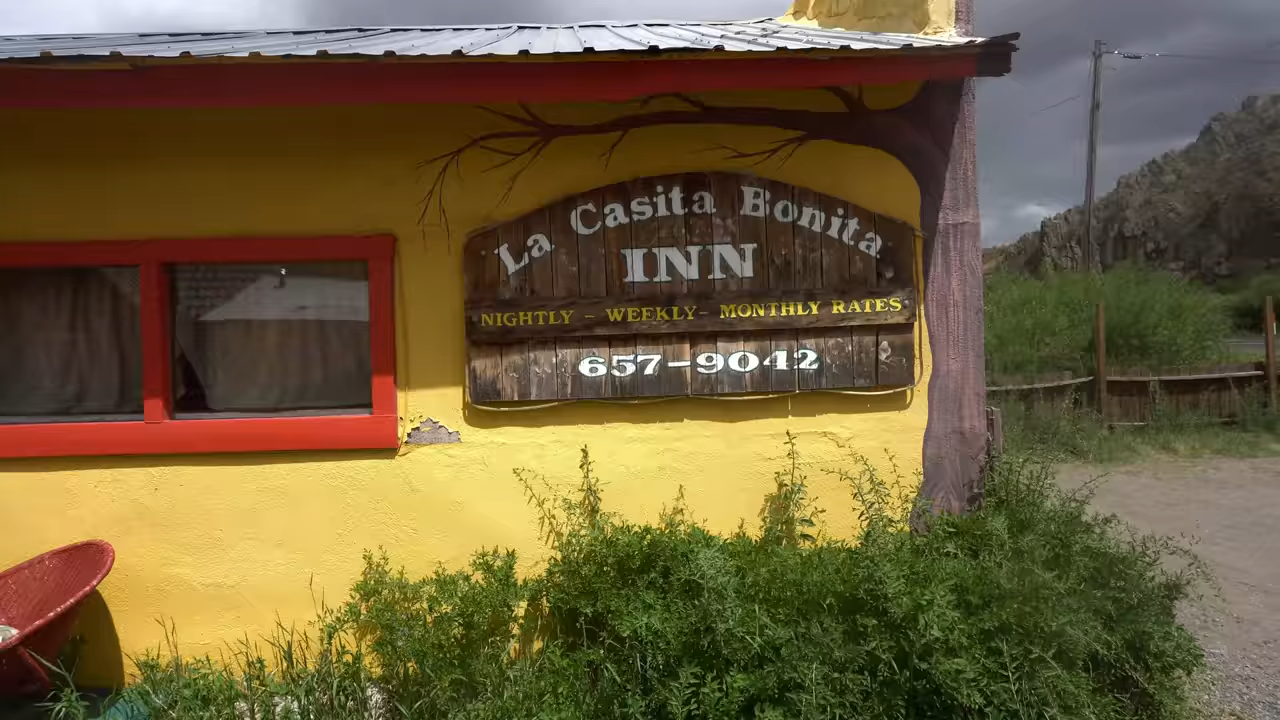 La Casita Bonita
INN
NIGHTLY - WEEKLY - MONTHLY RATES
657-9042